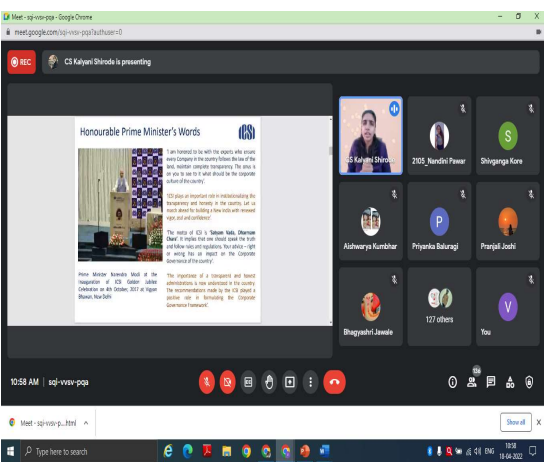 Meet - sqi-vvsv-pqa - Google Chrome
meet.google.com/sqi-vvsv-pqa?authuser=0
REC
CS Kalyani Shirode is presenting
Honourable Prime Minister's Words
ICSI
'I am honored to be with the experts who ensure
every Company in the country follows the law of the
land, maintain complete transparency. The onus is
on you to see to it what should be the corporate
culture of the country'.
'ICSI plays an important role in institutionalizing the
transparency and honesty in the country. Let us
march ahead for building a New India with renewed
vigor, zeal and confidence'
'The motto of ICSI is 'Satyam Vada, Dharmam
Chara'. It implies that one should speak the truth
and follow rules and regulations. Your advice – right
or wrong has an impact on the Corporate
Governance of the country'.
'The importance of a transparent and honest
administration is now understood in the country.
The recommendations made by the ICSI played a
positive role in formulating the Corporate
Governance Framework'
Prime Minister Narendra Modi at the
Inauguration of ICSI Golden Jubilee
Celebration on 4th October, 2017 at Vigyan
Bhawan, New Delhi
CS Kalyani Shiro...
2105_Nandini Pawar
S
Shivganga Kore
Aishwarya Kumbhar
P
Priyanka Baluragi
Pranjali Joshi
Bhagyashri Jawale
127 others
V
You
10:58 AM | sqi-vvsv-pqa
136
Meet - sqi-vvsv-p....html
Show all
Type here to search
ENG
10:58
18-04-2022